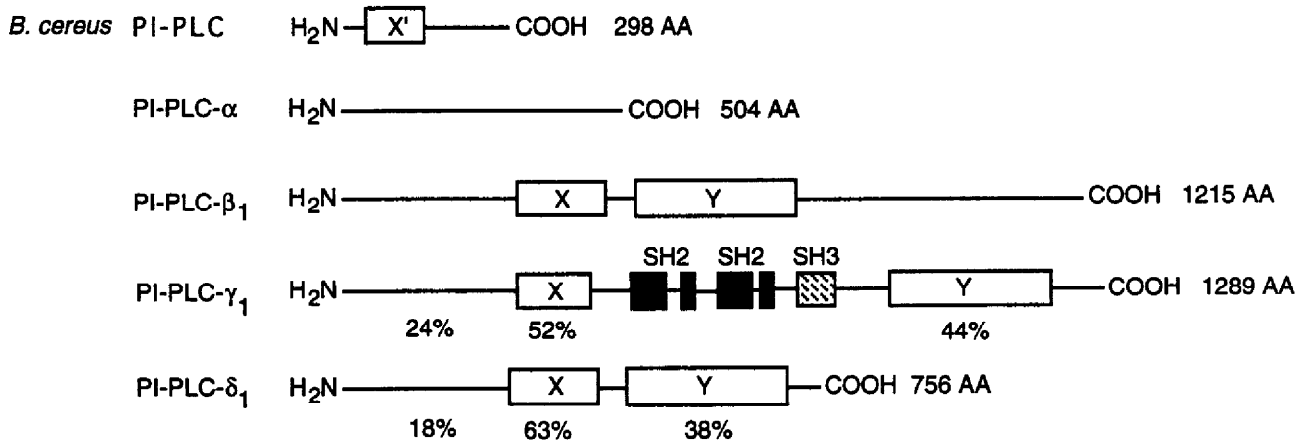 B. cereus PI-PLC H₂N X' COOH 298 AA
PI-PLC-α H₂N COOH 504 AA
PI-PLC-β₁ H₂N X Y COOH 1215 AA
SH2 SH2 SH3
PI-PLC-γ₁ H₂N X Y COOH 1289 AA
24% 52% 44%
PI-PLC-δ₁ H₂N X Y COOH 756 AA
18% 63% 38%